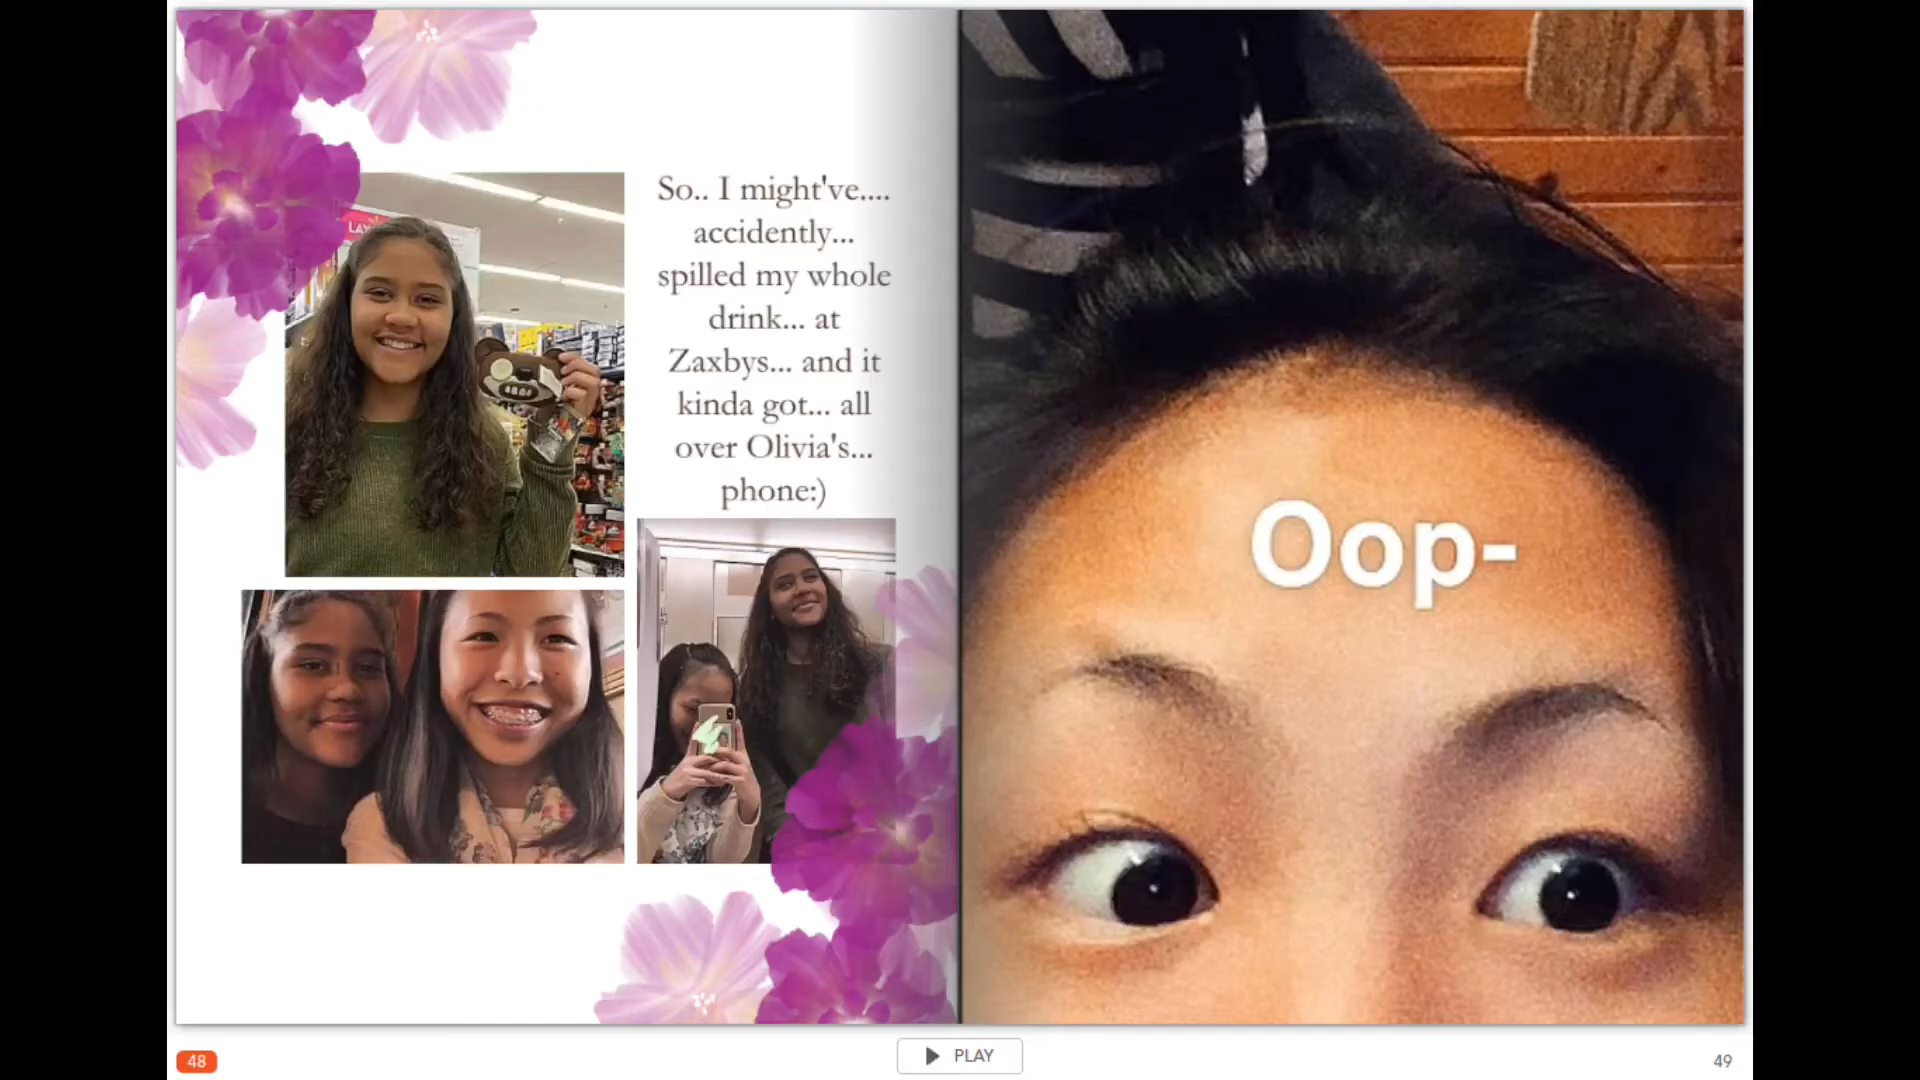 LAY
So.. I might've....
accidently...
spilled my whole
drink... at
Zaxbys... and it
kinda got... all
over Olivia's...
phone:)
Oop-
48
PLAY
49